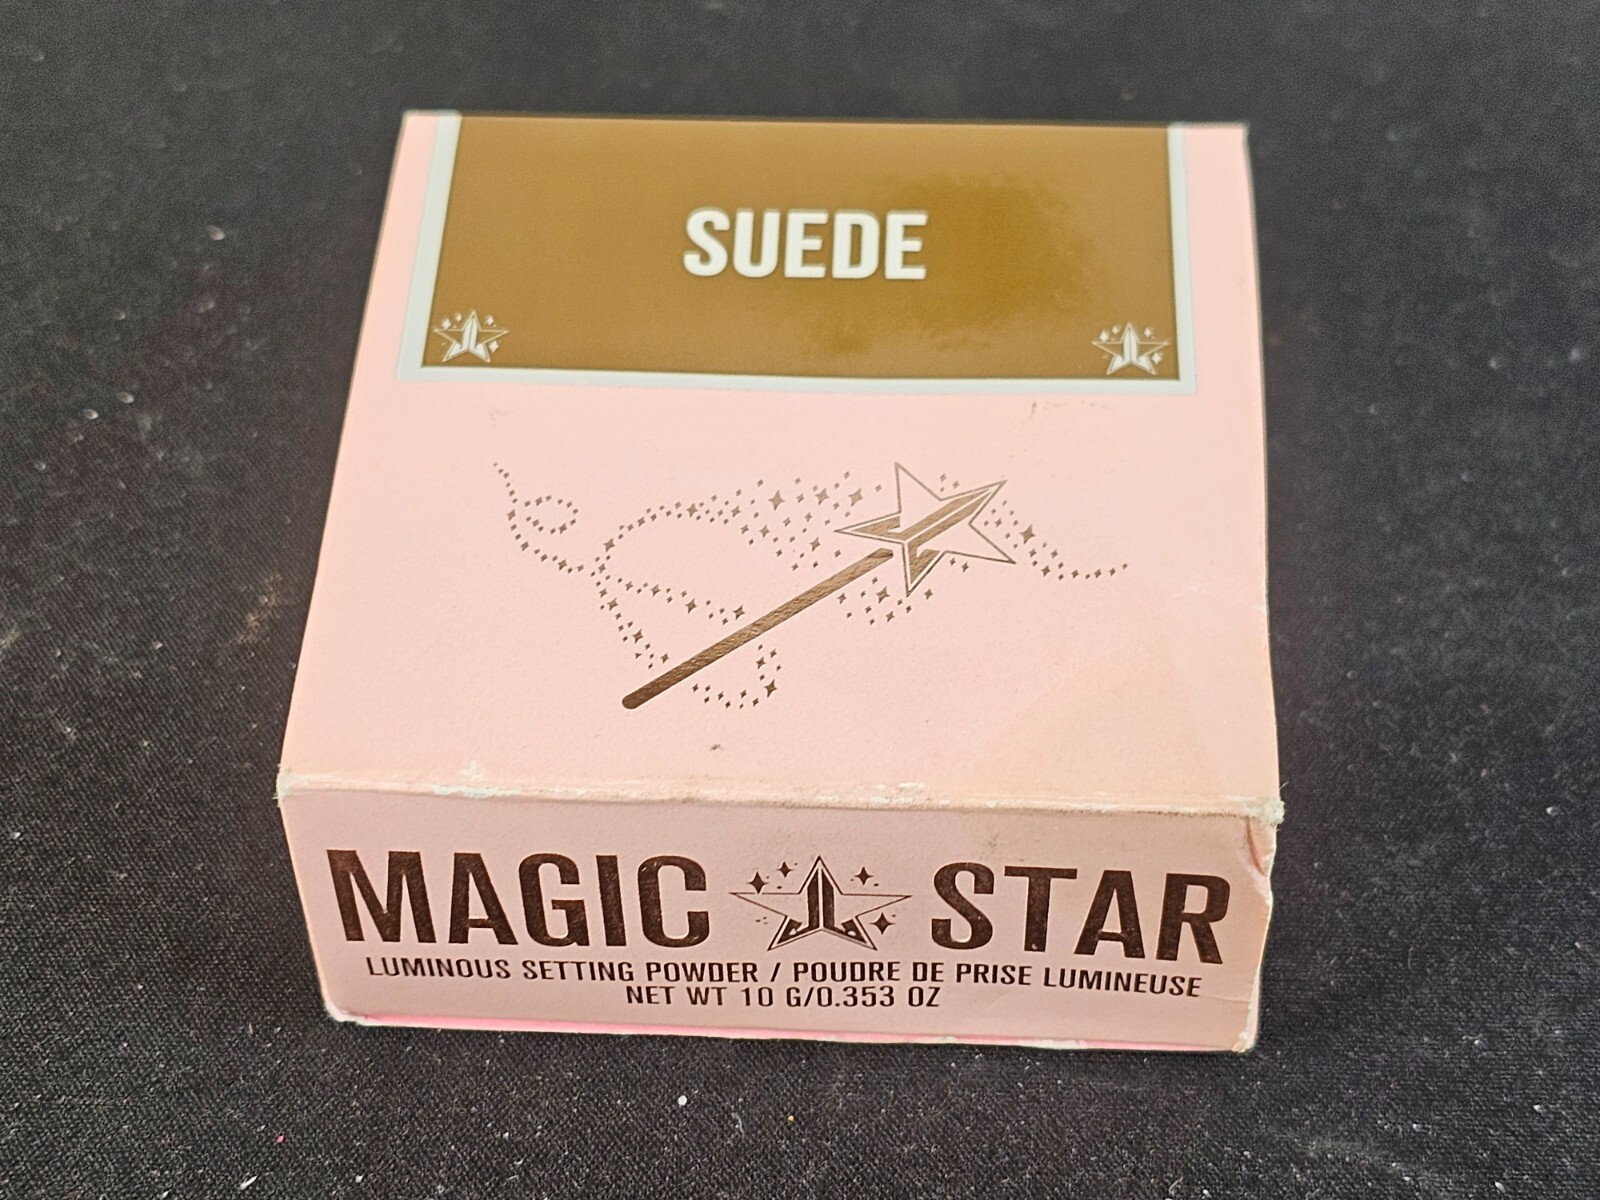 SUEDE
MAGIC STAR
LUMINOUS SETTING POWDER / POUDRE DE PRISE LUMINEUSE
NET WT 10 G/0.353 OZ